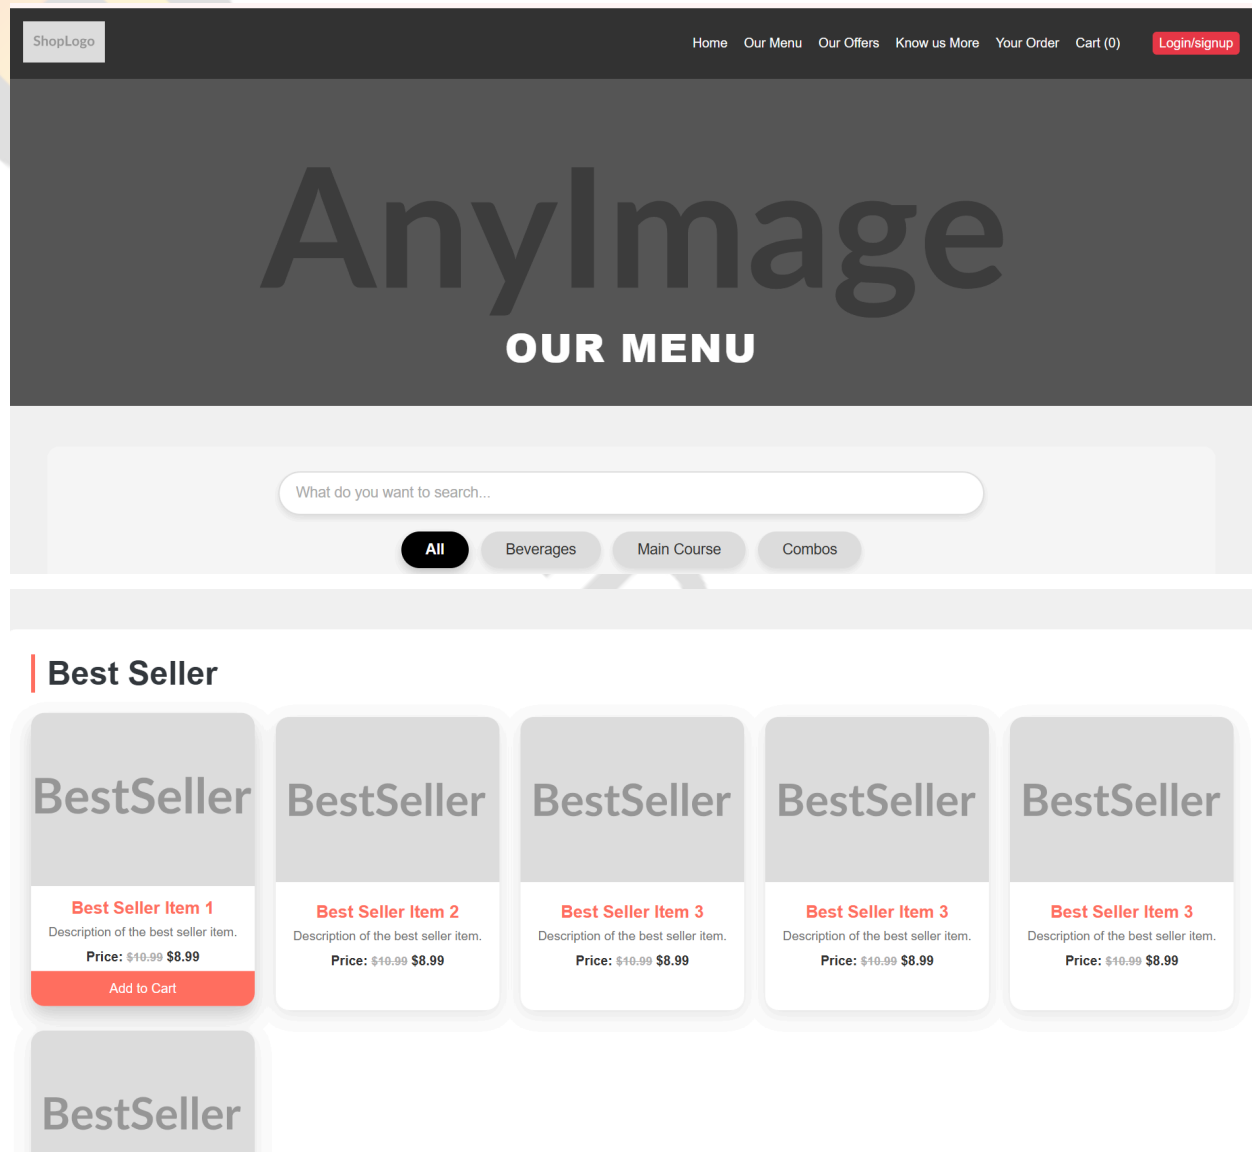 ShopLogo
Home Our Menu Our Offers Know us More Your Order Cart (0) Login/signup
AnyImage
OUR MENU
What do you want to search...
All Beverages Main Course Combos
Best Seller
BestSeller BestSeller BestSeller BestSeller BestSeller
Best Seller Item 1 Best Seller Item 2 Best Seller Item 3 Best Seller Item 3 Best Seller Item 3
Description of the best seller item. Description of the best seller item. Description of the best seller item. Description of the best seller item. Description of the best seller item.
Price: $10.99 $8.99 Price: $10.99 $8.99 Price: $10.99 $8.99 Price: $10.99 $8.99 Price: $10.99 $8.99
Add to Cart
BestSeller